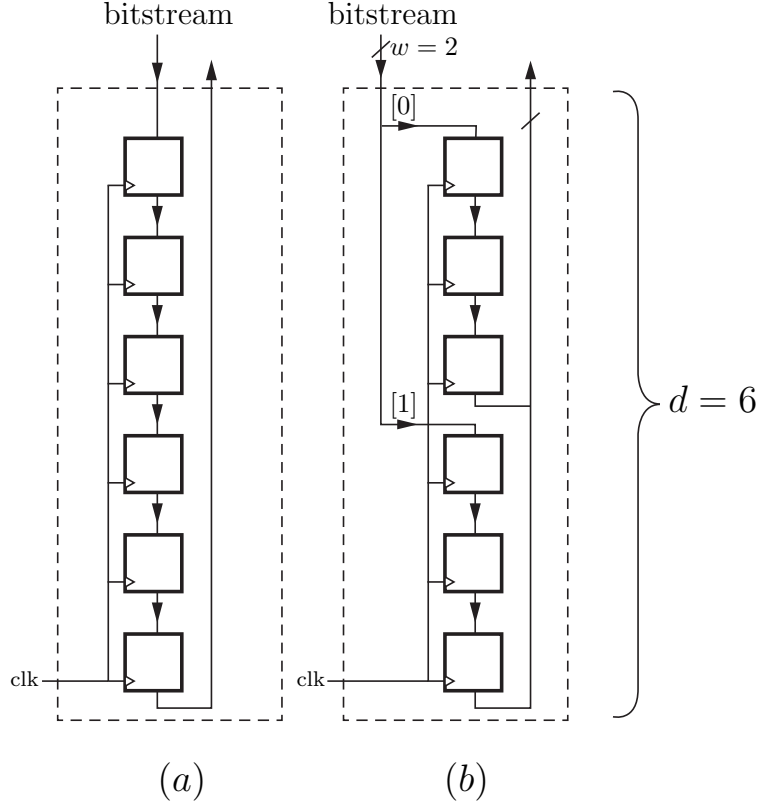 bitstream
bitstream
w = 2
[0]
[1]
d = 6
clk
clk
(a)
(b)